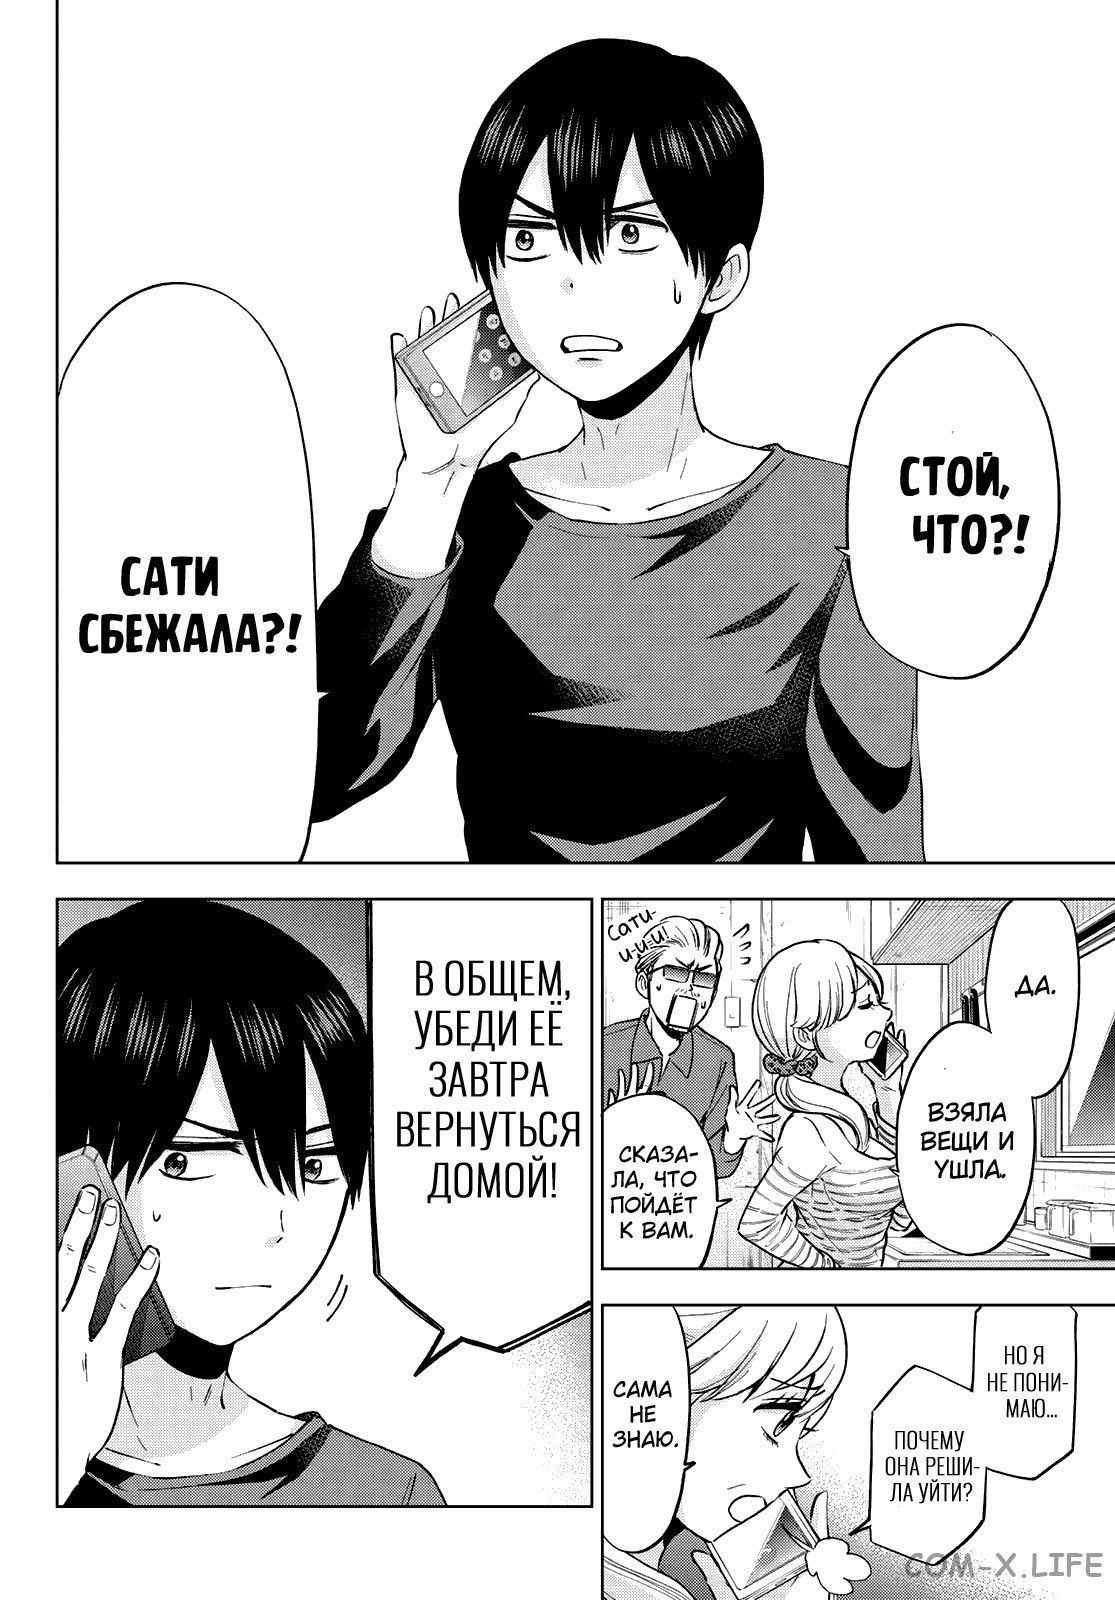 СТОЙ,
ЧТО?!
САТИ
СБЕЖАЛА?!
ДА.
ВЗЯЛА
ВЕЩИ И
УШЛА.
Сати-
и-и-и!
СКАЗА-
ЛА, ЧТО
ПОЙДЁТ
К ВАМ.
НО Я
НЕ ПОНИ-
МАЮ...
ПОЧЕМУ
ОНА РЕШИ-
ЛА УЙТИ?
САМА
НЕ
ЗНАЮ.
В ОБЩЕМ,
УБЕДИ ЕЁ
ЗАВТРА
ВЕРНУТЬСЯ
ДОМОЙ!
COM-X.LIFE